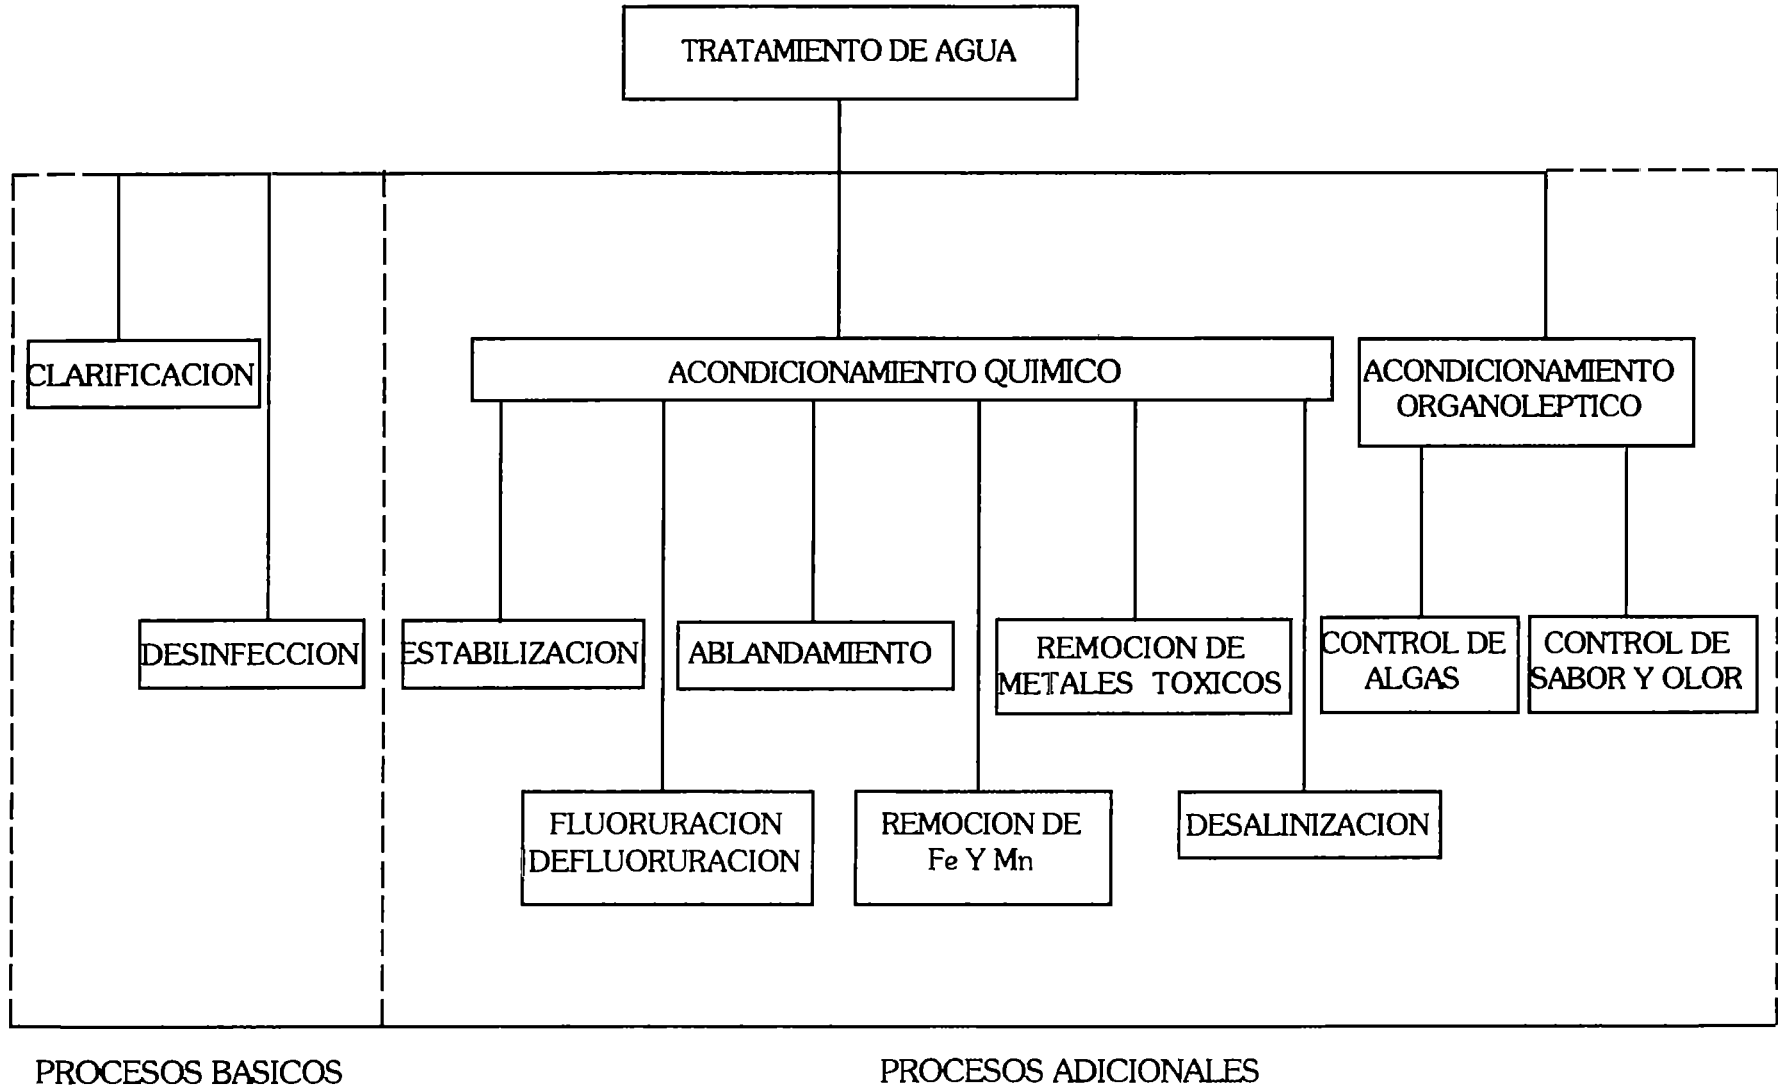 TRATAMIENTO DE AGUA
CLARIFICACION
ACONDICIONAMIENTO QUIMICO
ACONDICIONAMIENTO
ORGANOLEPTICO
DESINFECCION
ESTABILIZACION
ABLANDAMIENTO
REMOCION DE
METALES TOXICOS
CONTROL DE
ALGAS
CONTROL DE
SABOR Y OLOR
FLUORURACION
DEFLUORURACION
REMOCION DE
Fe Y Mn
DESALINIZACION
PROCESOS BASICOS
PROCESOS ADICIONALES